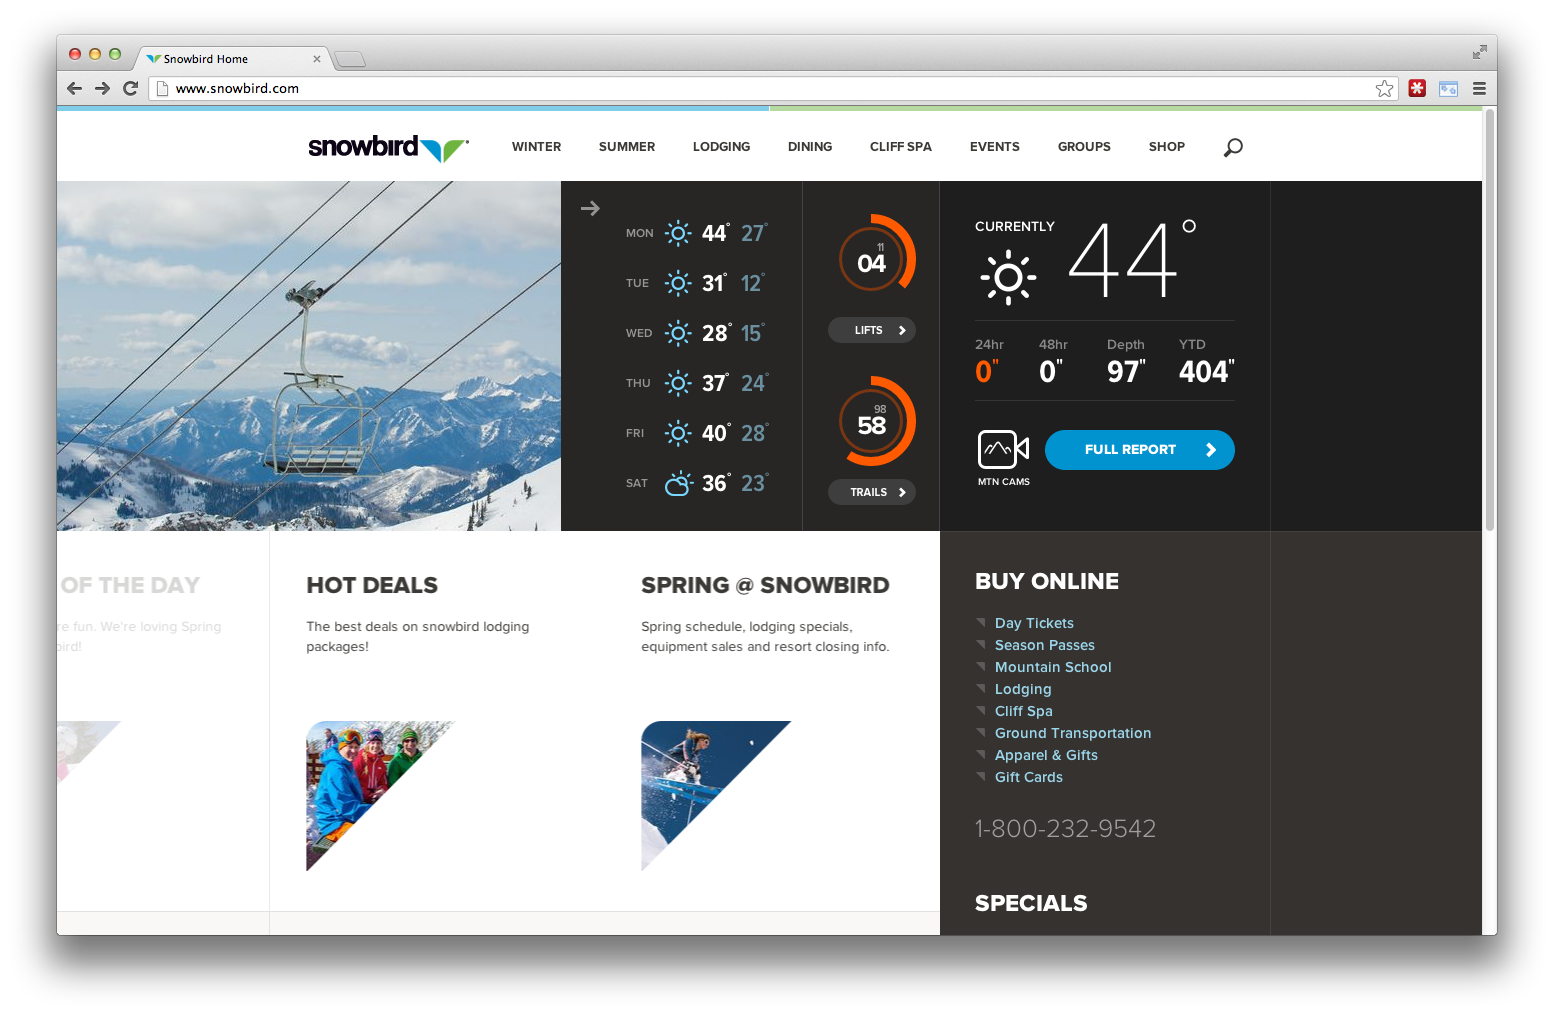 Snowbird Home
www.snowbird.com
snowbird
WINTER SUMMER LODGING DINING CLIFF SPA EVENTS GROUPS SHOP
MON 44° 27°
TUE 31° 12°
WED 28° 15°
THU 37° 24°
FRI 40° 28°
SAT 36° 23°
11
04
LIFTS
98
58
TRAILS
CURRENTLY 44°
24hr 48hr Depth YTD
0" 0" 97" 404"
MTN CAMS
FULL REPORT
OF THE DAY
re fun. We're loving Spring
bird!
HOT DEALS
The best deals on snowbird lodging
packages!
SPRING @ SNOWBIRD
Spring schedule, lodging specials,
equipment sales and resort closing info.
BUY ONLINE
Day Tickets
Season Passes
Mountain School
Lodging
Cliff Spa
Ground Transportation
Apparel & Gifts
Gift Cards
1-800-232-9542
SPECIALS